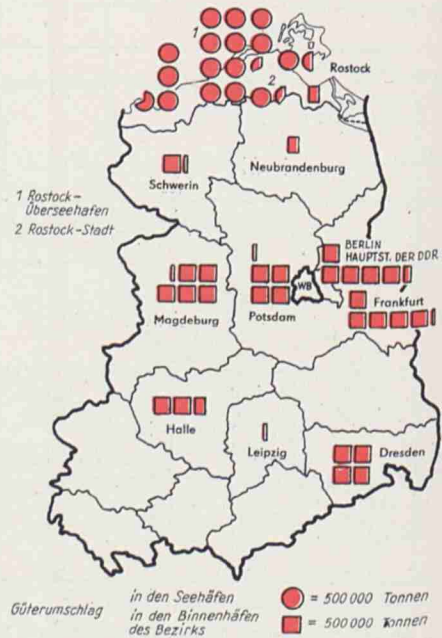 1
Rostock
2
Neubrandenburg
Schwerin
1 Rostock-
Überseehafen
2 Rostock-Stadt
BERLIN
HAUPTST. DER DDR
WB
Frankfurt
Magdeburg
Potsdam
Halle
Leipzig
Dresden
Güterumschlag
in den Seehäfen
= 500 000 Tonnen
in den Binnenhäfen
des Bezirks
= 500 000 Tonnen